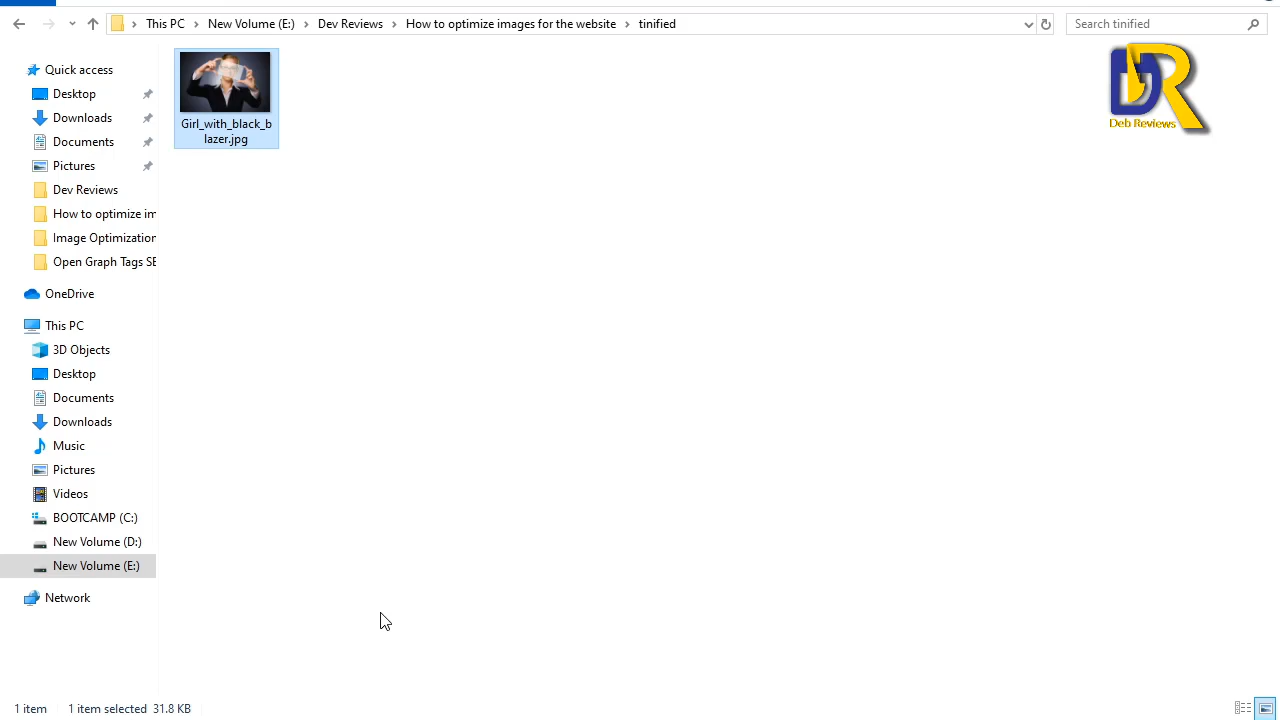 This PC
New Volume (E:)
Dev Reviews
How to optimize images for the website
tinified
Search tinified
Quick access
Desktop
Downloads
Documents
Pictures
Dev Reviews
How to optimize im
Image Optimization
Open Graph Tags SE
OneDrive
This PC
3D Objects
Desktop
Documents
Downloads
Music
Pictures
Videos
BOOTCAMP (C:)
New Volume (D:)
New Volume (E:)
Network
Girl_with_black_b
lazer.jpg
DR
Deb Reviews
1 item
1 item selected 31.8 KB